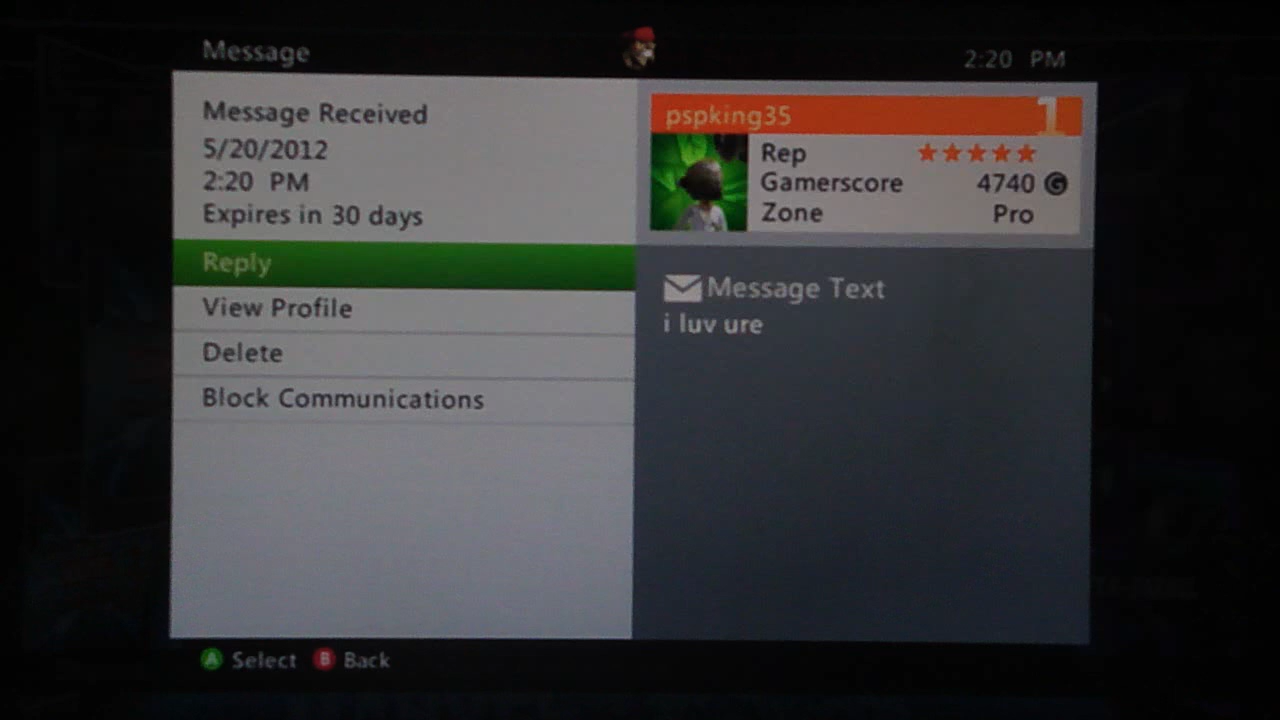 Message
2:20 PM
Message Received
5/20/2012
2:20 PM
Expires in 30 days
Reply
View Profile
Delete
Block Communications
pspking35
1
Rep
Gamerscore 4740 G
Zone Pro
Message Text
i luv ure
A Select B Back